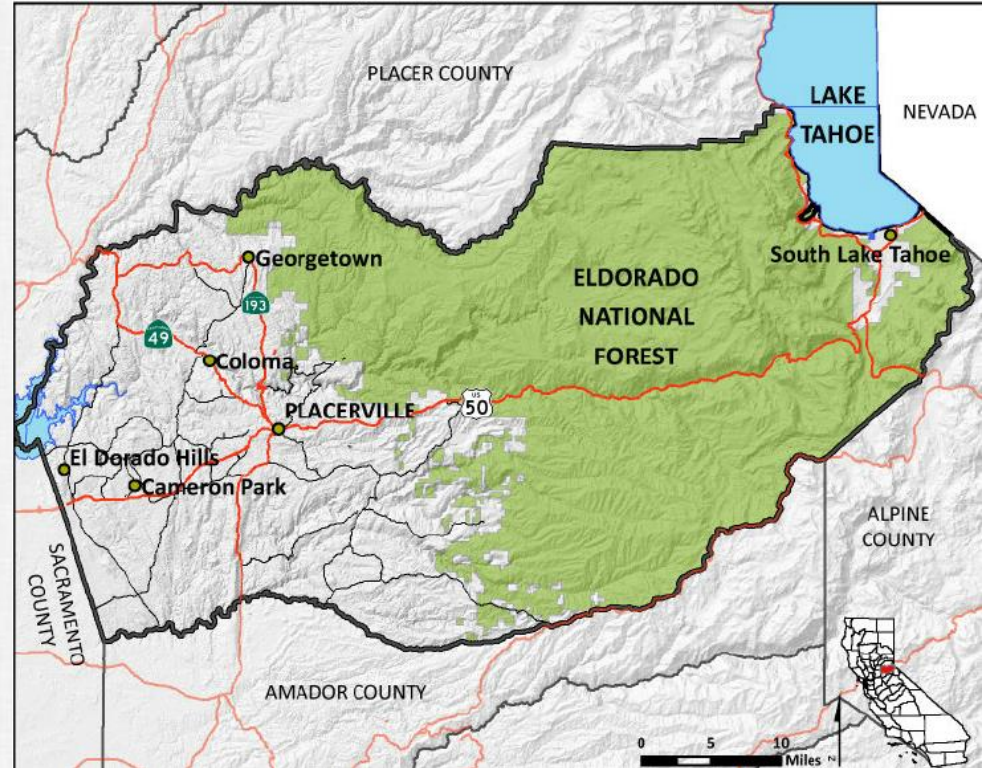 PLACER COUNTY
LAKE
TAHOE
NEVADA
Georgetown
South Lake Tahoe
193
ELDORADO
NATIONAL
FOREST
49
Coloma
PLACERVILLE
US
50
El Dorado Hills
Cameron Park
SACRAMENTO
COUNTY
ALPINE
COUNTY
AMADOR COUNTY
0 5 10
Miles